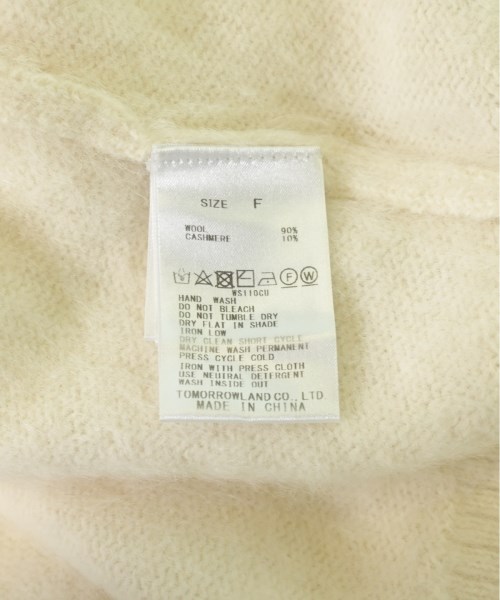 SIZE F
WOOL 90%
CASHMERE 10%
F W
WS110CU
HAND WASH
DO NOT BLEACH
DO NOT TUMBLE DRY
DRY FLAT IN SHADE
IRON LOW
DRY CLEAN SHORT CYCLE
MACHINE WASH PERMANENT
PRESS CYCLE COLD
IRON WITH PRESS CLOTH
USE NEUTRAL DETERGENT
WASH INSIDE OUT
TOMORROWLAND CO., LTD.
MADE IN CHINA